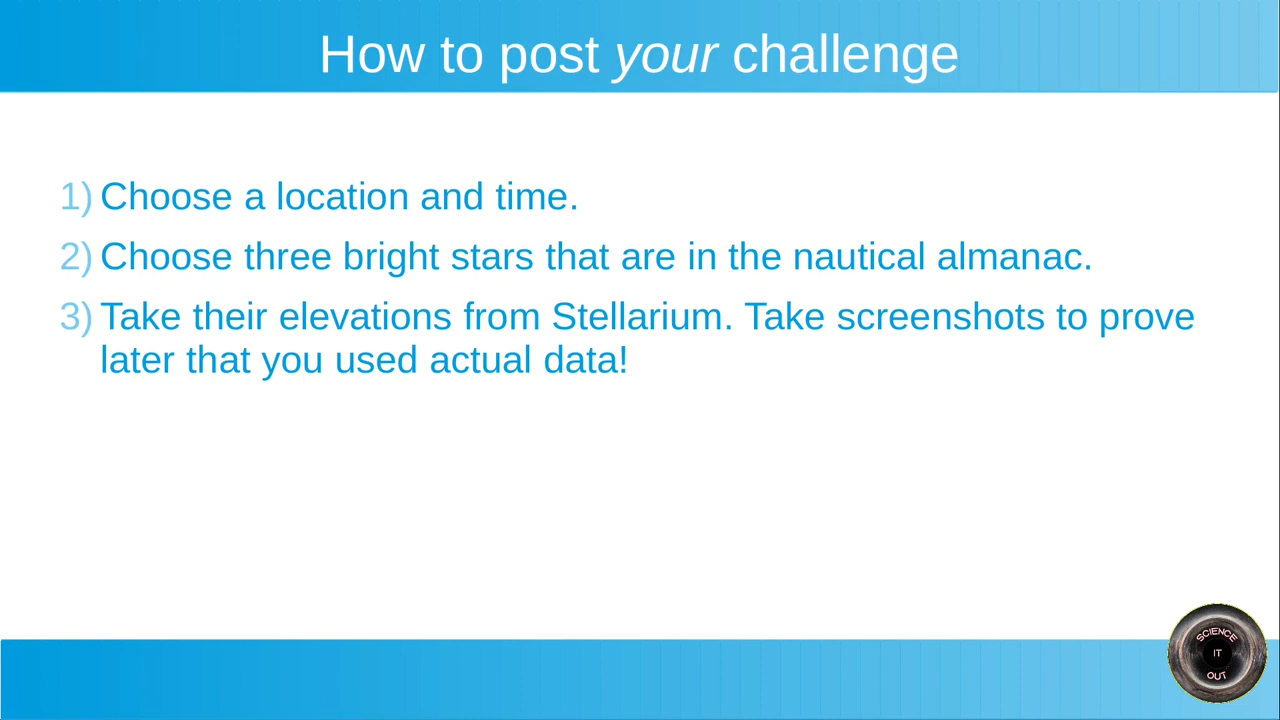 How to post your challenge
1) Choose a location and time.
2) Choose three bright stars that are in the nautical almanac.
3) Take their elevations from Stellarium. Take screenshots to prove
later that you used actual data!
SCIENCE
IT
OUT